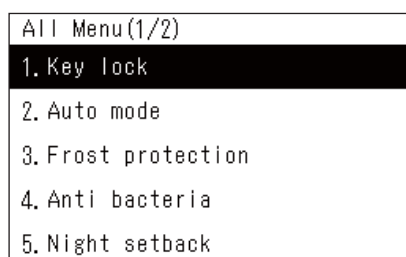 All Menu(1/2)
1. Key lock
2. Auto mode
3. Frost protection
4. Anti bacteria
5. Night setback